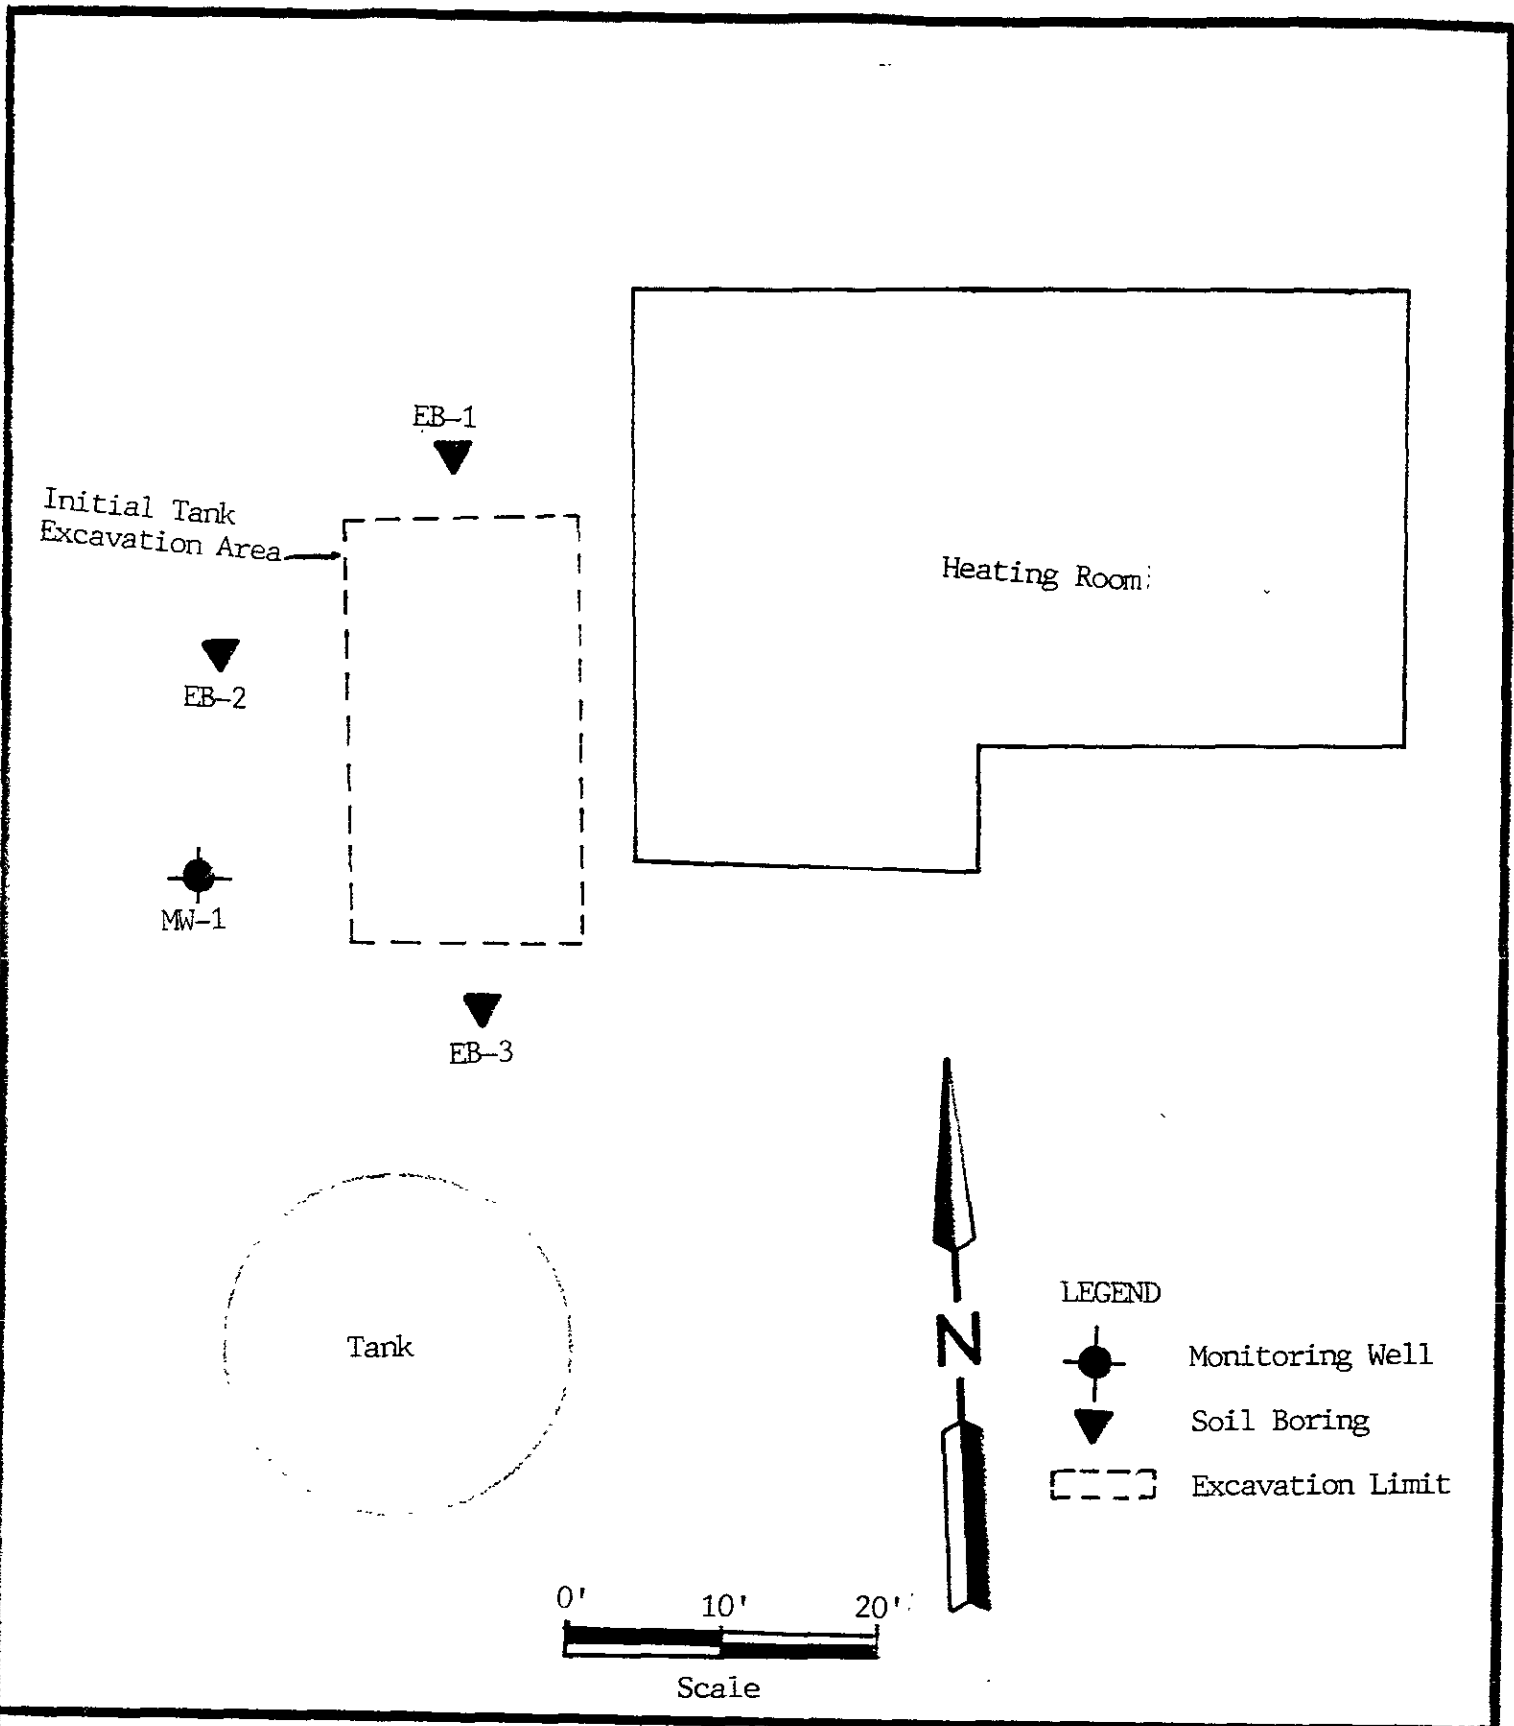 EB-1
Initial Tank
Excavation Area
Heating Room
EB-2
MW-1
EB-3
Tank
N
LEGEND
Monitoring Well
Soil Boring
Excavation Limit
0' 10' 20'
Scale